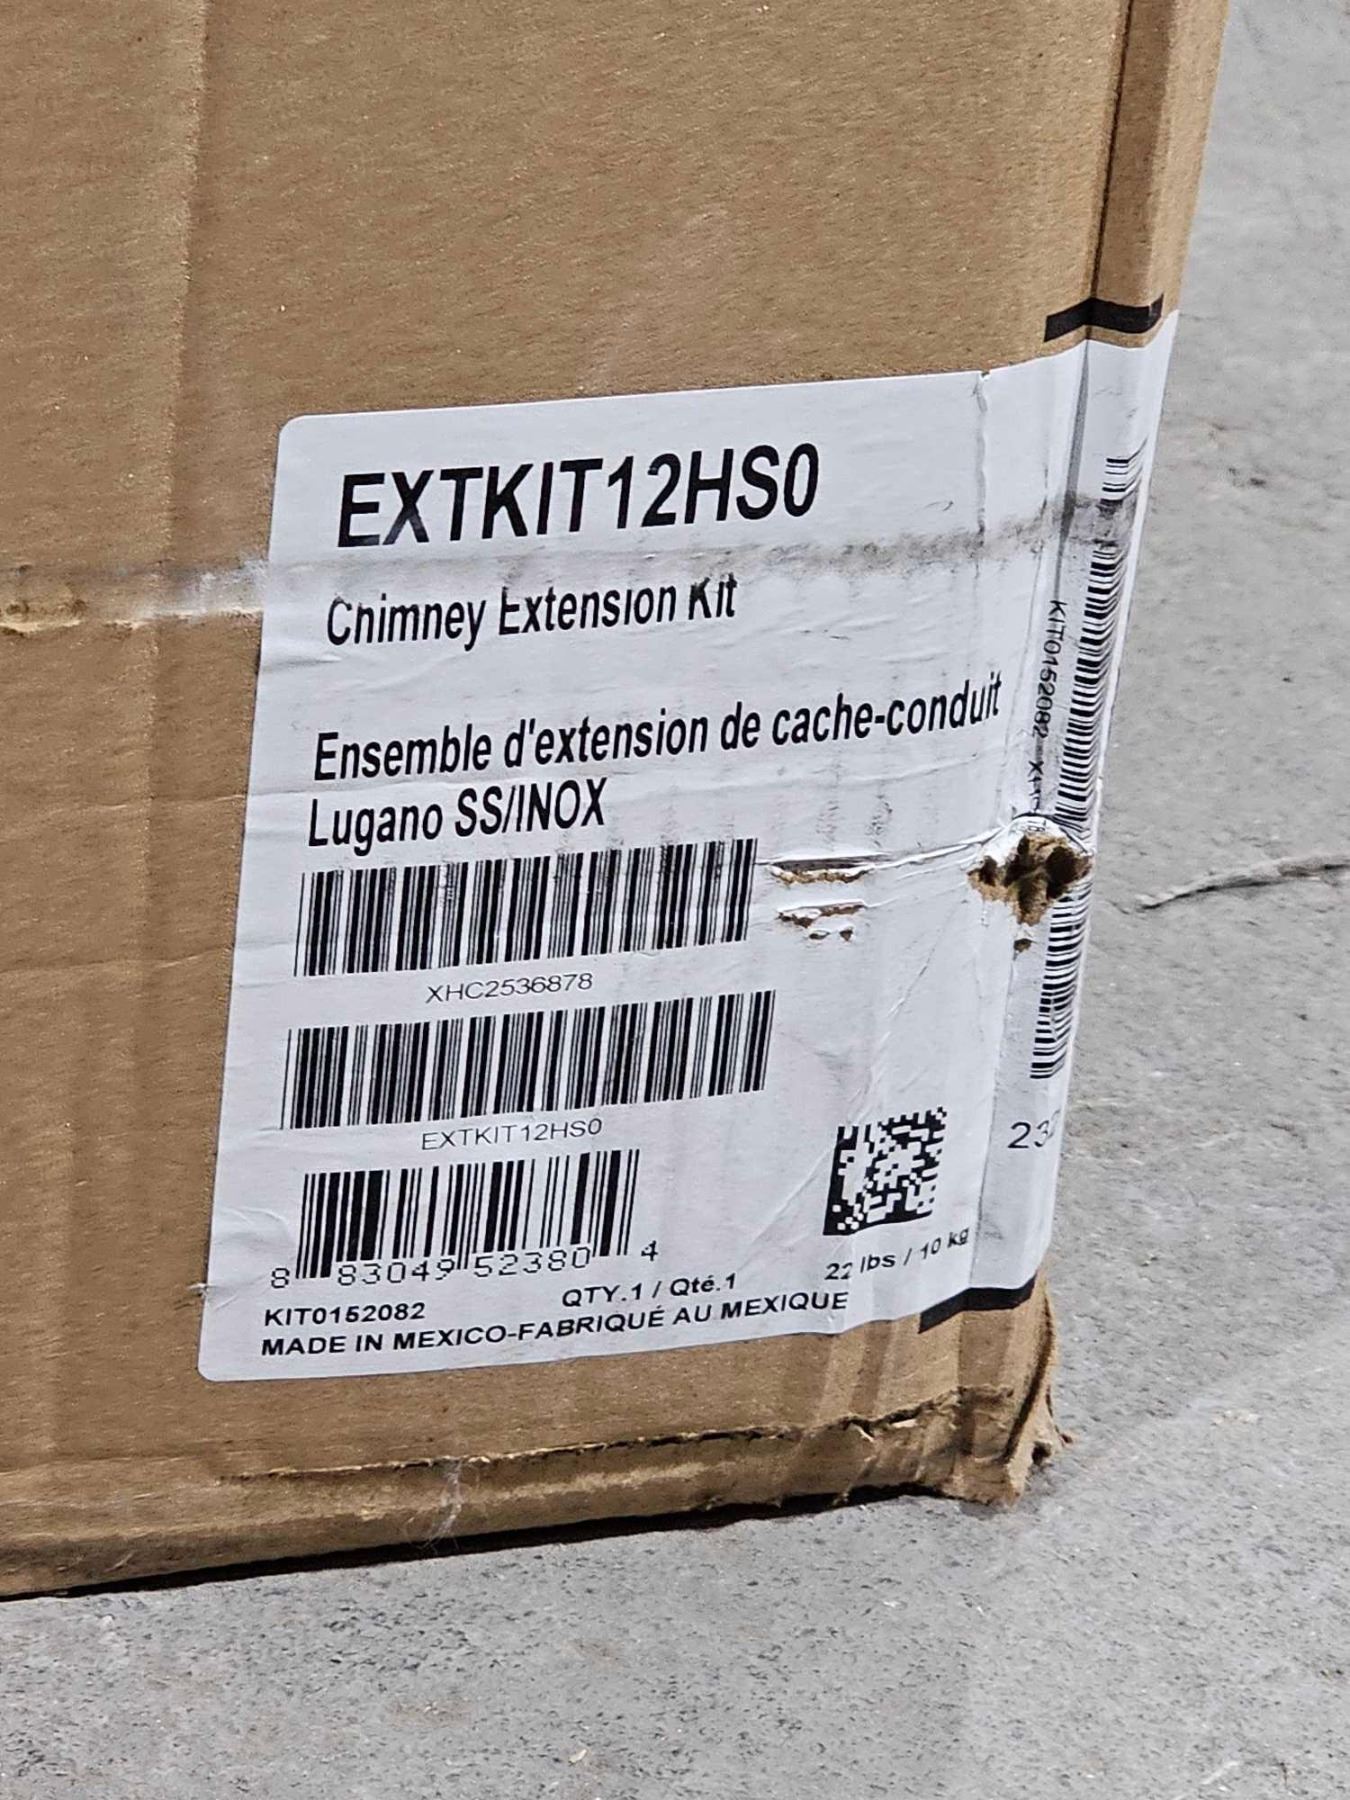 EXTKIT12HS0
Chimney Extension Kit
Ensemble d'extension de cache-conduit
Lugano SS/INOX
XHC2536878
EXTKIT12HS0
8 83049 52380 4
QTY.1 / Qté.1
22 lbs / 10 kg
KIT0152082
MADE IN MEXICO-FABRIQUÉ AU MEXIQUE
KIT0152082